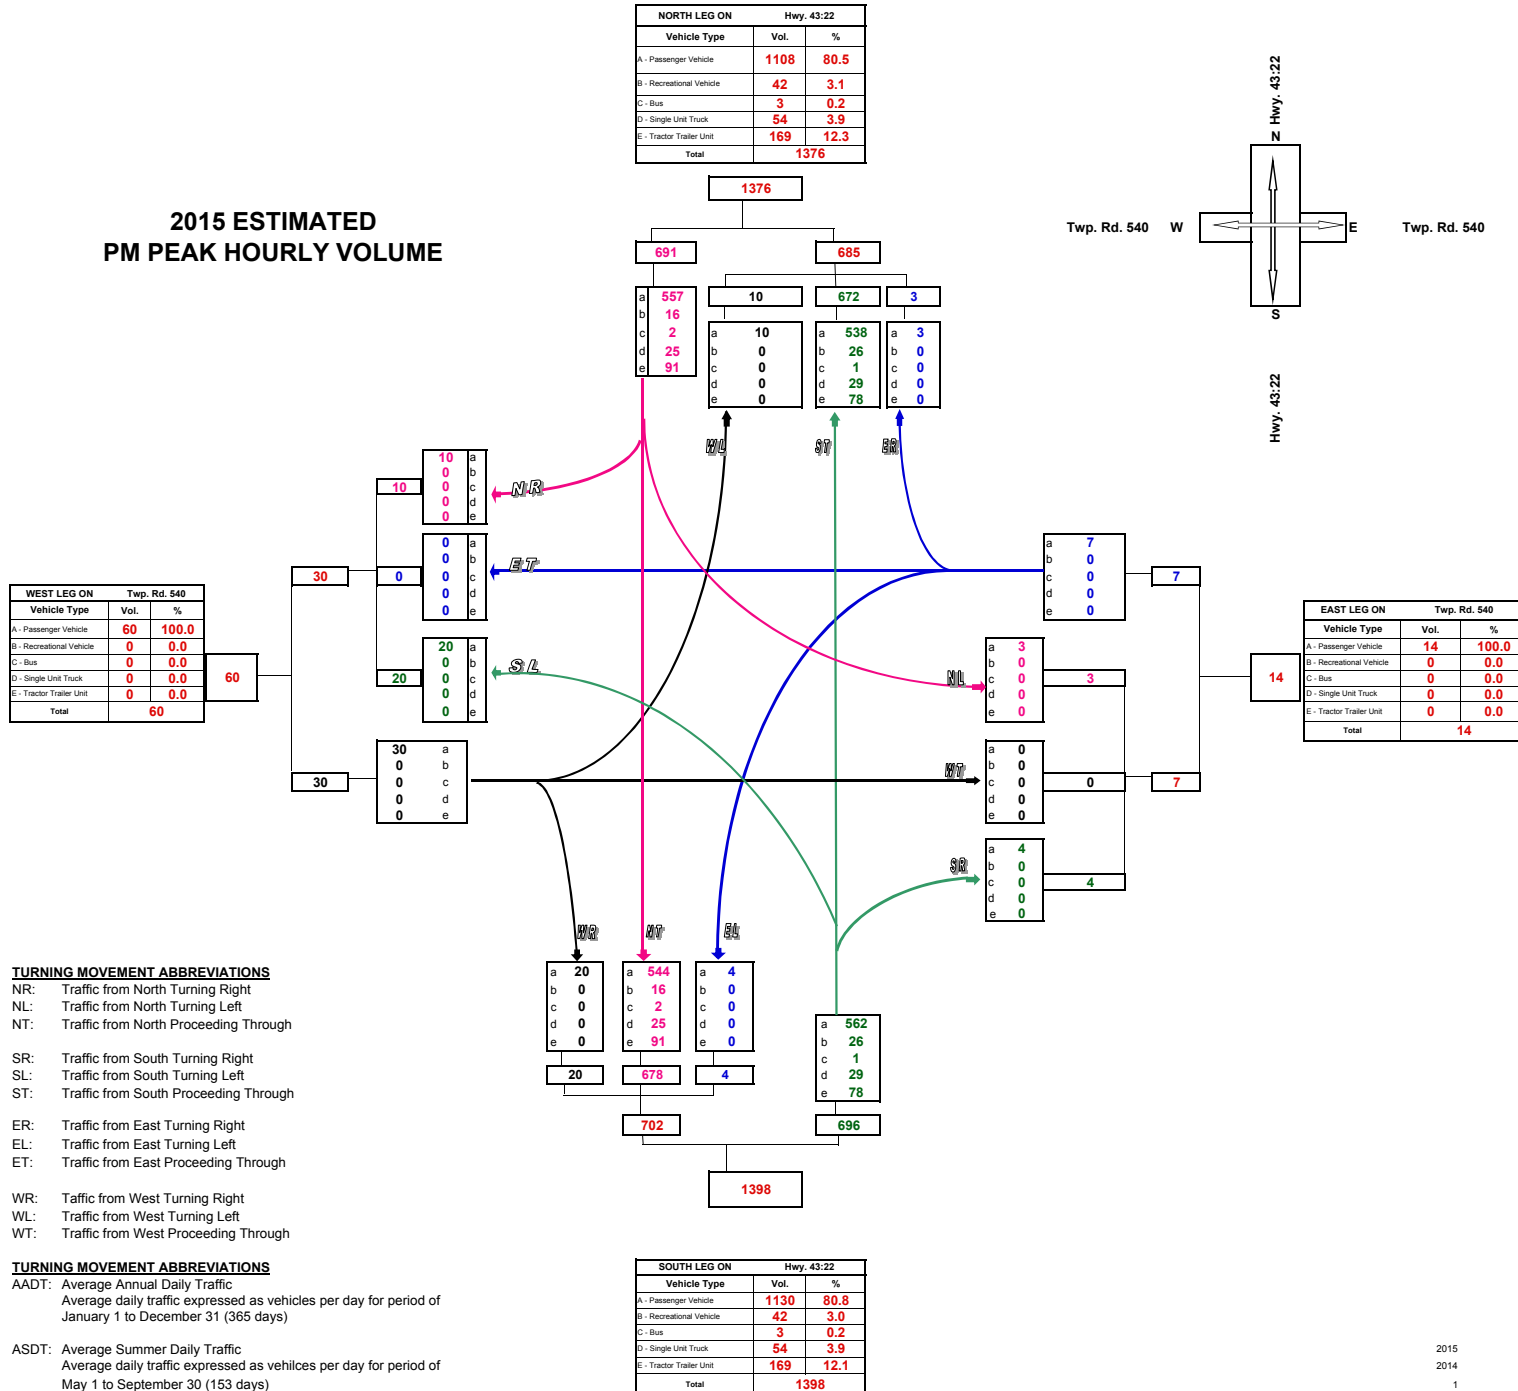 NORTH LEG ON Hwy. 43:22
Vehicle Type Vol. %
A - Passenger Vehicle 1108 80.5
B - Recreational Vehicle 42 3.1
C - Bus 3 0.2
D - Single Unit Truck 54 3.9
E - Tractor Trailer Unit 169 12.3
Total 1376
1376
2015 ESTIMATED
PM PEAK HOURLY VOLUME
Hwy. 43:22
N
Twp. Rd. 540 W E Twp. Rd. 540
S
Hwy. 43:22
691 685
10 672 3
a 557
b 16
c 2
d 25
e 91
a 10
b 0
c 0
d 0
e 0
a 538
b 26
c 1
d 29
e 78
a 3
b 0
c 0
d 0
e 0
WL ST ER
10
10 a
0 b
0 c
0 d
0 e
NR
30 0
0 a
0 b
0 c
0 d
0 e
ET
20
20 a
0 b
0 c
0 d
0 e
SL
30
30 a
0 b
0 c
0 d
0 e
WEST LEG ON Twp. Rd. 540
Vehicle Type Vol. %
A - Passenger Vehicle 60 100.0
B - Recreational Vehicle 0 0.0
C - Bus 0 0.0
D - Single Unit Truck 0 0.0
E - Tractor Trailer Unit 0 0.0
Total 60
60
a 7
b 0
c 0
d 0
e 0
7
NL
a 3
b 0
c 0
d 0
e 0
3
WT
a 0
b 0
c 0
d 0
e 0
0 7
SR
a 4
b 0
c 0
d 0
e 0
4
14
EAST LEG ON Twp. Rd. 540
Vehicle Type Vol. %
A - Passenger Vehicle 14 100.0
B - Recreational Vehicle 0 0.0
C - Bus 0 0.0
D - Single Unit Truck 0 0.0
E - Tractor Trailer Unit 0 0.0
Total 14
WR NT EL
a 20
b 0
c 0
d 0
e 0
a 544
b 16
c 2
d 25
e 91
a 4
b 0
c 0
d 0
e 0
a 562
b 26
c 1
d 29
e 78
20 678 4
702 696
1398
TURNING MOVEMENT ABBREVIATIONS
NR: Traffic from North Turning Right
NL: Traffic from North Turning Left
NT: Traffic from North Proceeding Through
SR: Traffic from South Turning Right
SL: Traffic from South Turning Left
ST: Traffic from South Proceeding Through
ER: Traffic from East Turning Right
EL: Traffic from East Turning Left
ET: Traffic from East Proceeding Through
WR: Taffic from West Turning Right
WL: Traffic from West Turning Left
WT: Traffic from West Proceeding Through
TURNING MOVEMENT ABBREVIATIONS
AADT: Average Annual Daily Traffic
Average daily traffic expressed as vehicles per day for period of
January 1 to December 31 (365 days)
ASDT: Average Summer Daily Traffic
Average daily traffic expressed as vehilces per day for period of
May 1 to September 30 (153 days)
SOUTH LEG ON Hwy. 43:22
Vehicle Type Vol. %
A - Passenger Vehicle 1130 80.8
B - Recreational Vehicle 42 3.0
C - Bus 3 0.2
D - Single Unit Truck 54 3.9
E - Tractor Trailer Unit 169 12.1
Total 1398
2015
2014
1